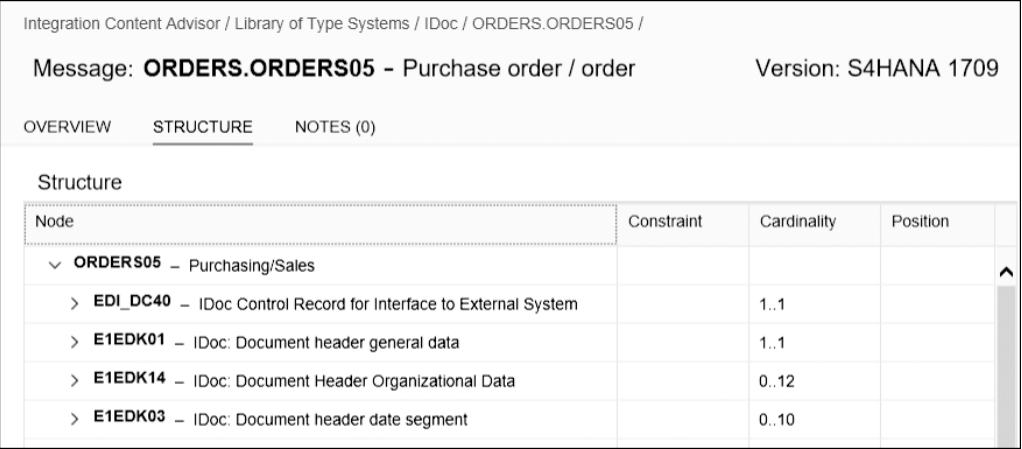 Integration Content Advisor / Library of Type Systems / IDoc / ORDERS.ORDERS05 /
Message: ORDERS.ORDERS05 – Purchase order / order Version: S4HANA 1709
OVERVIEW STRUCTURE NOTES (0)
Structure
Node Constraint Cardinality Position
ORDERS05 – Purchasing/Sales
EDI_DC40 – IDoc Control Record for Interface to External System 1..1
E1EDK01 – IDoc: Document header general data 1..1
E1EDK14 – IDoc: Document Header Organizational Data 0..12
E1EDK03 – IDoc: Document header date segment 0..10